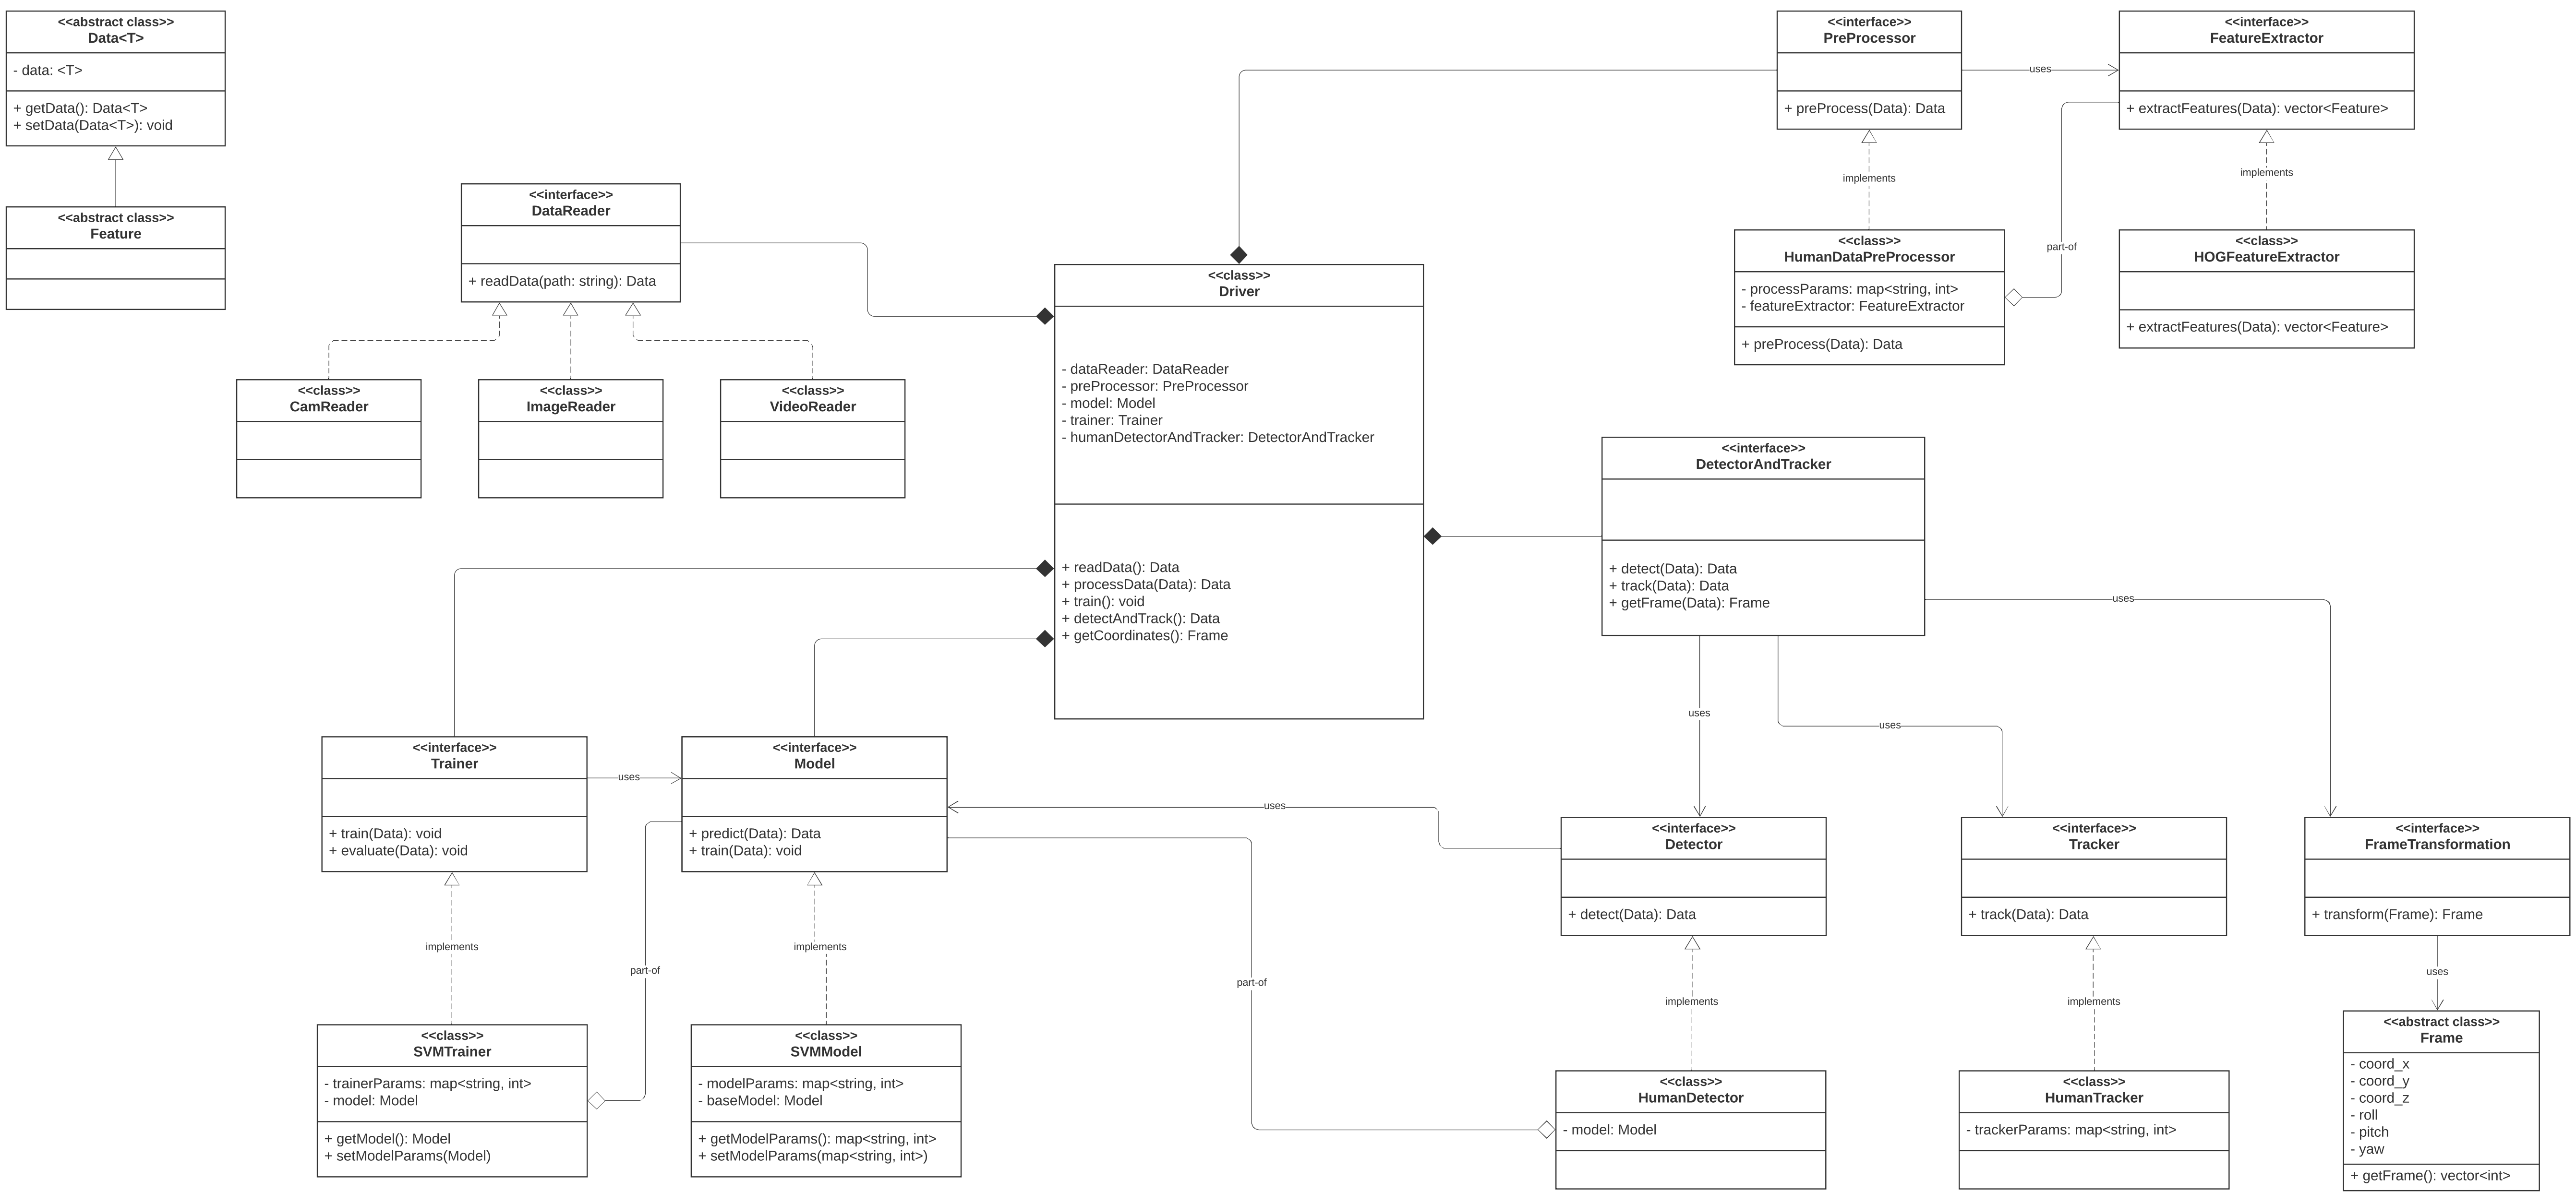 <<abstract class>>
Data<T>
- data: <T>
+ getData(): Data<T>
+ setData(Data<T>): void
<<abstract class>>
Feature
<<interface>>
DataReader
+ readData(path: string): Data
<<class>>
CamReader
<<class>>
ImageReader
<<class>>
VideoReader
<<class>>
Driver
- dataReader: DataReader
- preProcessor: PreProcessor
- model: Model
- trainer: Trainer
- humanDetectorAndTracker: DetectorAndTracker
+ readData(): Data
+ processData(Data): Data
+ train(): void
+ detectAndTrack(): Data
+ getCoordinates(): Frame
<<interface>>
PreProcessor
+ preProcess(Data): Data
uses
<<interface>>
FeatureExtractor
+ extractFeatures(Data): vector<Feature>
implements
implements
part-of
<<class>>
HumanDataPreProcessor
- processParams: map<string, int>
- featureExtractor: FeatureExtractor
+ preProcess(Data): Data
<<class>>
HOGFeatureExtractor
+ extractFeatures(Data): vector<Feature>
<<interface>>
DetectorAndTracker
+ detect(Data): Data
+ track(Data): Data
+ getFrame(Data): Frame
uses
uses
uses
<<interface>>
Trainer
+ train(Data): void
+ evaluate(Data): void
uses
<<interface>>
Model
+ predict(Data): Data
+ train(Data): void
uses
<<interface>>
Detector
+ detect(Data): Data
<<interface>>
Tracker
+ track(Data): Data
<<interface>>
FrameTransformation
+ transform(Frame): Frame
implements
part-of
implements
part-of
implements
implements
uses
<<class>>
SVMTrainer
- trainerParams: map<string, int>
- model: Model
+ getModel(): Model
+ setModelParams(Model)
<<class>>
SVMModel
- modelParams: map<string, int>
- baseModel: Model
+ getModelParams(): map<string, int>
+ setModelParams(map<string, int>)
<<class>>
HumanDetector
- model: Model
<<class>>
HumanTracker
- trackerParams: map<string, int>
<<abstract class>>
Frame
- coord_x
- coord_y
- coord_z
- roll
- pitch
- yaw
+ getFrame(): vector<int>